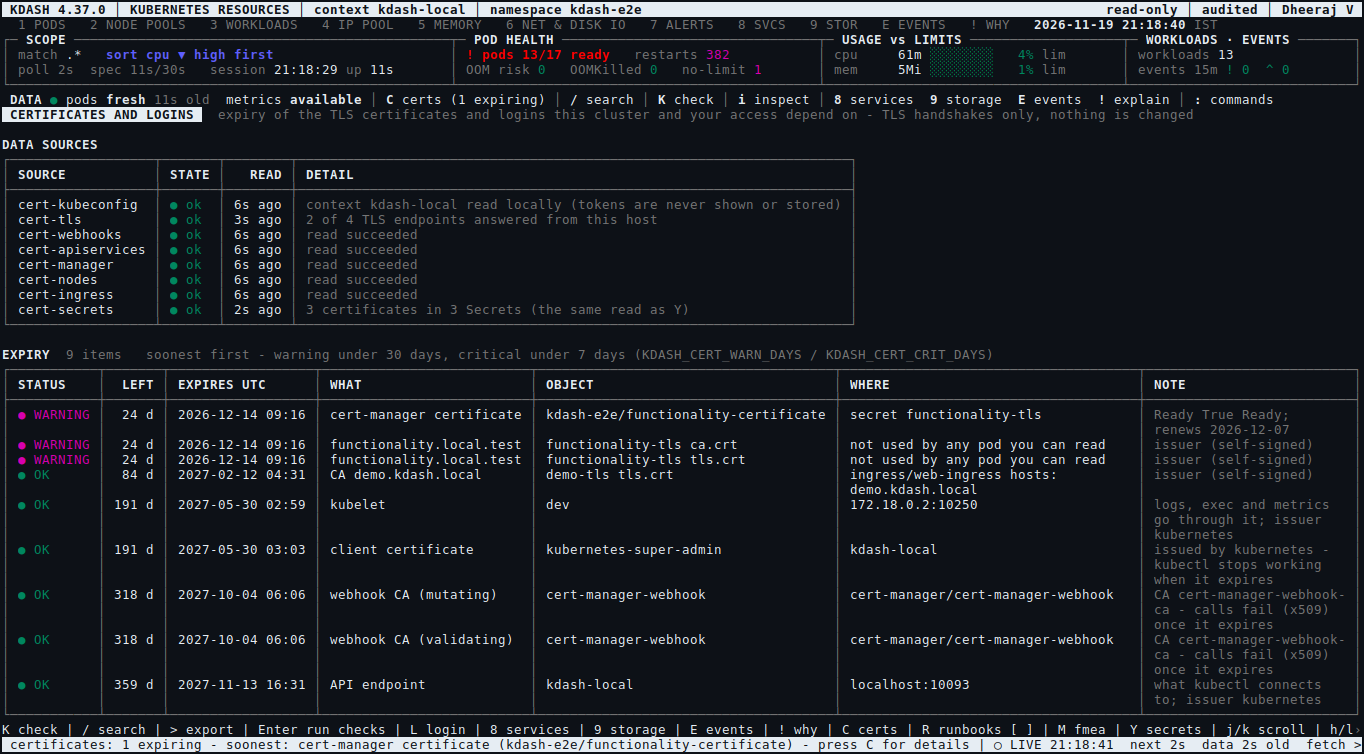 KDASH 4.37.0 │ KUBERNETES RESOURCES│ context kdash-local │ namespace kdash-e2e read-only │ audited │ Dheeraj V
1 PODS 2 NODE POOLS 3 WORKLOADS 4 IP POOL 5 MEMORY 6 NET & DISK IO 7 ALERTS 8 SVCS 9 STOR E EVENTS ! WHY 2026-11-19 21:18:40 IST
SCOPE POD HEALTH USAGE vs LIMITS WORKLOADS · EVENTS
match .* sort cpu ▼ high first ! pods 13/17 ready restarts 382 cpu 61m 4% lim workloads 13
poll 2s spec 11s/30s session 21:18:29 up 11s OOM risk 0 OOMKilled 0 no-limit 1 mem 5Mi 1% lim events 15m ! 0 ^ 0
DATA ● pods fresh 11s old metrics available │ C certs (1 expiring) │ / search │ K check │ i inspect │ 8 services 9 storage E events ! explain │ : commands
CERTIFICATES AND LOGINS expiry of the TLS certificates and logins this cluster and your access depend on - TLS handshakes only, nothing is changed
DATA SOURCES
SOURCE STATE READ DETAIL
cert-kubeconfig ● ok 6s ago context kdash-local read locally (tokens are never shown or stored)
cert-tls ● ok 3s ago 2 of 4 TLS endpoints answered from this host
cert-webhooks ● ok 6s ago read succeeded
cert-apiservices ● ok 6s ago read succeeded
cert-manager ● ok 6s ago read succeeded
cert-nodes ● ok 6s ago read succeeded
cert-ingress ● ok 6s ago read succeeded
cert-secrets ● ok 2s ago 3 certificates in 3 Secrets (the same read as Y)
EXPIRY 9 items soonest first - warning under 30 days, critical under 7 days (KDASH_CERT_WARN_DAYS / KDASH_CERT_CRIT_DAYS)
STATUS LEFT EXPIRES UTC WHAT OBJECT WHERE NOTE
● WARNING 24 d 2026-12-14 09:16 cert-manager certificate kdash-e2e/functionality-certificate secret functionality-tls Ready True Ready;
renews 2026-12-07
● WARNING 24 d 2026-12-14 09:16 functionality.local.test functionality-tls ca.crt not used by any pod you can read issuer (self-signed)
● WARNING 24 d 2026-12-14 09:16 functionality.local.test functionality-tls tls.crt not used by any pod you can read issuer (self-signed)
● OK 84 d 2027-02-12 04:31 CA demo.kdash.local demo-tls tls.crt ingress/web-ingress hosts: issuer (self-signed)
demo.kdash.local
● OK 191 d 2027-05-30 02:59 kubelet dev 172.18.0.2:10250 logs, exec and metrics
go through it; issuer
kubernetes
● OK 191 d 2027-05-30 03:03 client certificate kubernetes-super-admin kdash-local issued by kubernetes -
kubectl stops working
when it expires
● OK 318 d 2027-10-04 06:06 webhook CA (mutating) cert-manager-webhook cert-manager/cert-manager-webhook CA cert-manager-webhook-
ca - calls fail (x509)
once it expires
● OK 318 d 2027-10-04 06:06 webhook CA (validating) cert-manager-webhook cert-manager/cert-manager-webhook CA cert-manager-webhook-
ca - calls fail (x509)
once it expires
● OK 359 d 2027-11-13 16:31 API endpoint kdash-local localhost:10093 what kubectl connects
to; issuer kubernetes
K check | / search | > export | Enter run checks | L login | 8 services | 9 storage | E events | ! why | C certs | R runbooks [ ] | M fmea | Y secrets | j/k scroll | h/l›
certificates: 1 expiring - soonest: cert-manager certificate (kdash-e2e/functionality-certificate) - press C for details | ○ LIVE 21:18:41 next 2s data 2s old fetch ›